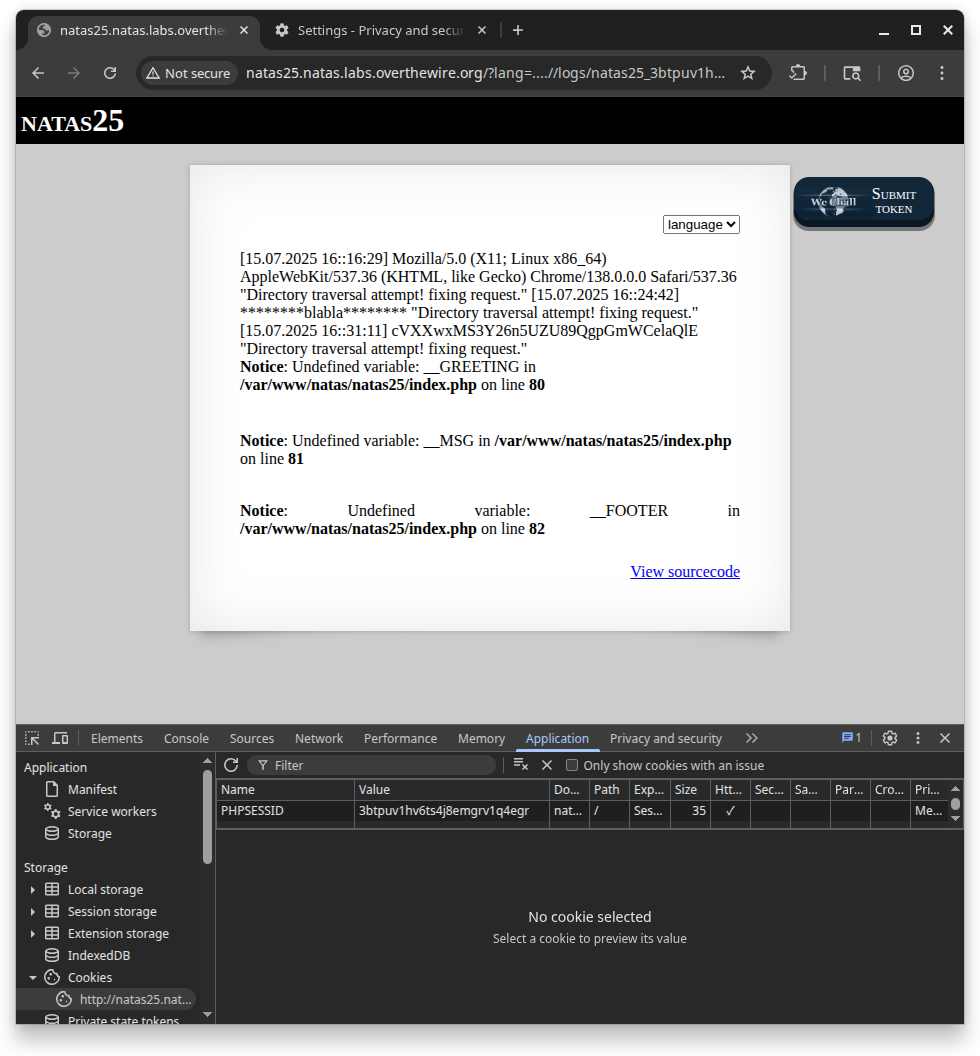 natas25.natas.labs.overthe
Settings - Privacy and secur
Not secure
natas25.natas.labs.overthewire.org/?lang=....//logs/natas25_3btpuv1h...
NATAS25
We Chall
SUBMIT
TOKEN
language
[15.07.2025 16::16:29] Mozilla/5.0 (X11; Linux x86_64)
AppleWebKit/537.36 (KHTML, like Gecko) Chrome/138.0.0.0 Safari/537.36
"Directory traversal attempt! fixing request." [15.07.2025 16::24:42]
********blabla******** "Directory traversal attempt! fixing request."
[15.07.2025 16::31:11] cVXXwxMS3Y26n5UZU89QgpGmWCelaQlE
"Directory traversal attempt! fixing request."
Notice: Undefined variable: __GREETING in
/var/www/natas/natas25/index.php on line 80
Notice: Undefined variable: __MSG in /var/www/natas/natas25/index.php
on line 81
Notice: Undefined variable: __FOOTER in
/var/www/natas/natas25/index.php on line 82
View sourcecode
Elements Console Sources Network Performance Memory Application Privacy and security 1
Application
Manifest
Service workers
Storage
Storage
Local storage
Session storage
Extension storage
IndexedDB
Cookies
http://natas25.nat...
Private state tokens
Filter
Only show cookies with an issue
Name Value Do... Path Exp... Size Htt... Sec... Sa... Par... Cro... Pri...
PHPSESSID 3btpuv1hv6ts4j8emgrv1q4egr nat... / Ses... 35 ✓ Me...
No cookie selected
Select a cookie to preview its value